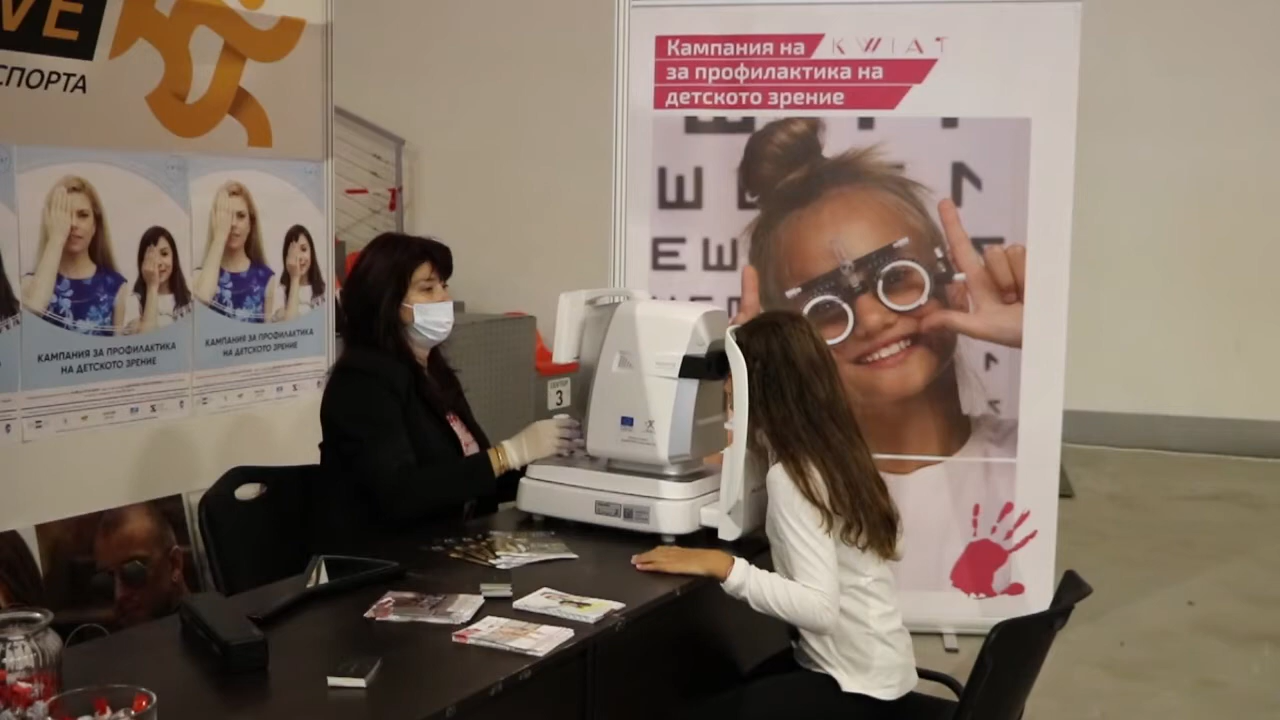 VE
СПОРТА
Кампания на KWIAT
за профилактика на
детското зрение
КАМПАНИЯ ЗА ПРОФИЛАКТИКА
НА ДЕТСКОТО ЗРЕНИЕ
КАМПАНИЯ ЗА ПРОФИЛАКТИКА
НА ДЕТСКОТО ЗРЕНИЕ
СЕКТОР
3